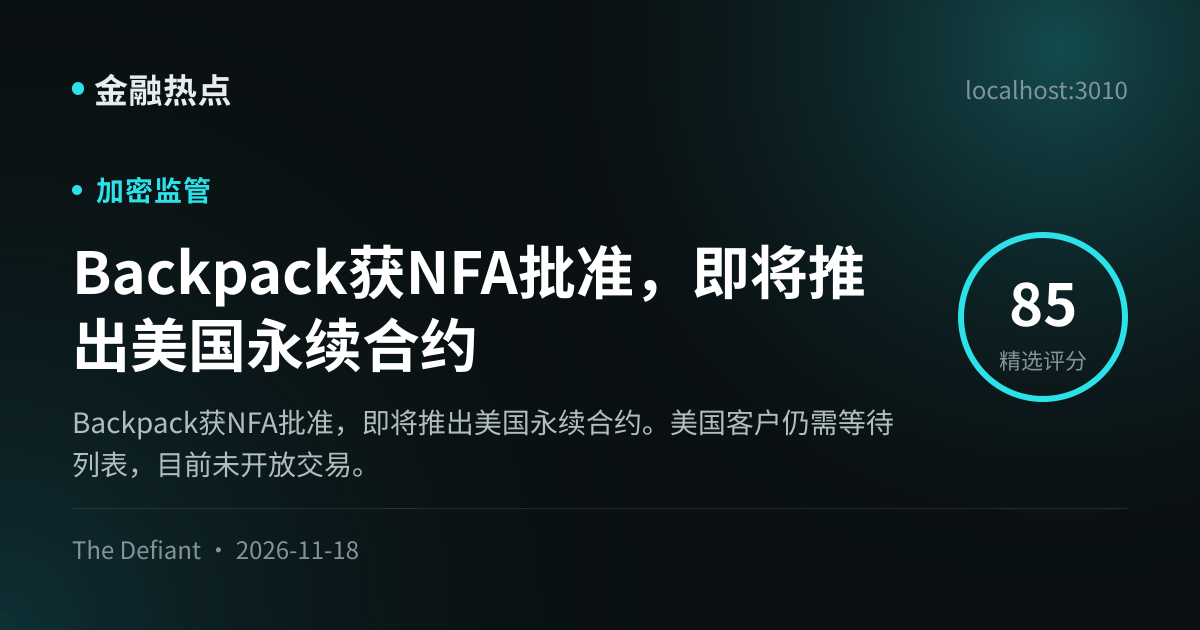 金融热点
localhost:3010
加密监管
Backpack获NFA批准，即将推
出美国永续合约
85
精选评分
Backpack获NFA批准，即将推出美国永续合约。美国客户仍需等待
列表，目前未开放交易。
The Defiant · 2026-11-18